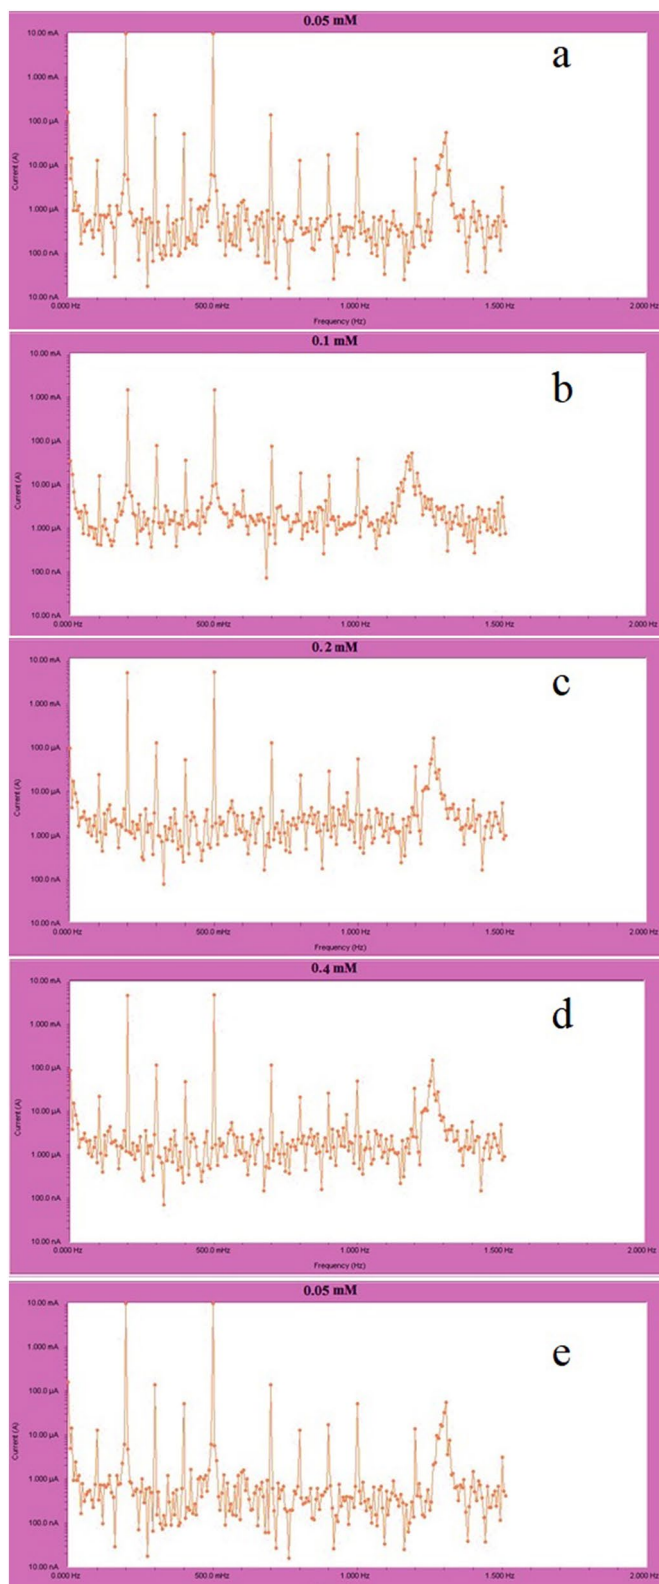 0.05 mM
a
10.00 mA
1.000 mA
100.0 µA
10.00 µA
1.000 µA
100.0 nA
10.00 nA
Current (A)
0.000 Hz 500.0 mHz 1.000 Hz 1.500 Hz 2.000 Hz
Frequency (Hz)
0.1 mM
b
10.00 mA
1.000 mA
100.0 µA
10.00 µA
1.000 µA
100.0 nA
10.00 nA
Current (A)
0.000 Hz 500.0 mHz 1.000 Hz 1.500 Hz 2.000 Hz
0.2 mM
c
10.00 mA
1.000 mA
100.0 µA
10.00 µA
1.000 µA
100.0 nA
10.00 nA
Current (A)
0.000 Hz 500.0 mHz 1.000 Hz 1.500 Hz 2.000 Hz
Frequency (Hz)
0.4 mM
d
10.00 mA
1.000 mA
100.0 µA
10.00 µA
1.000 µA
100.0 nA
10.00 nA
Current (A)
0.000 Hz 500.0 mHz 1.000 Hz 1.500 Hz 2.000 Hz
Frequency (Hz)
0.05 mM
e
10.00 mA
1.000 mA
100.0 µA
10.00 µA
1.000 µA
100.0 nA
10.00 nA
Current (A)
0.000 Hz 500.0 mHz 1.000 Hz 1.500 Hz 2.000 Hz